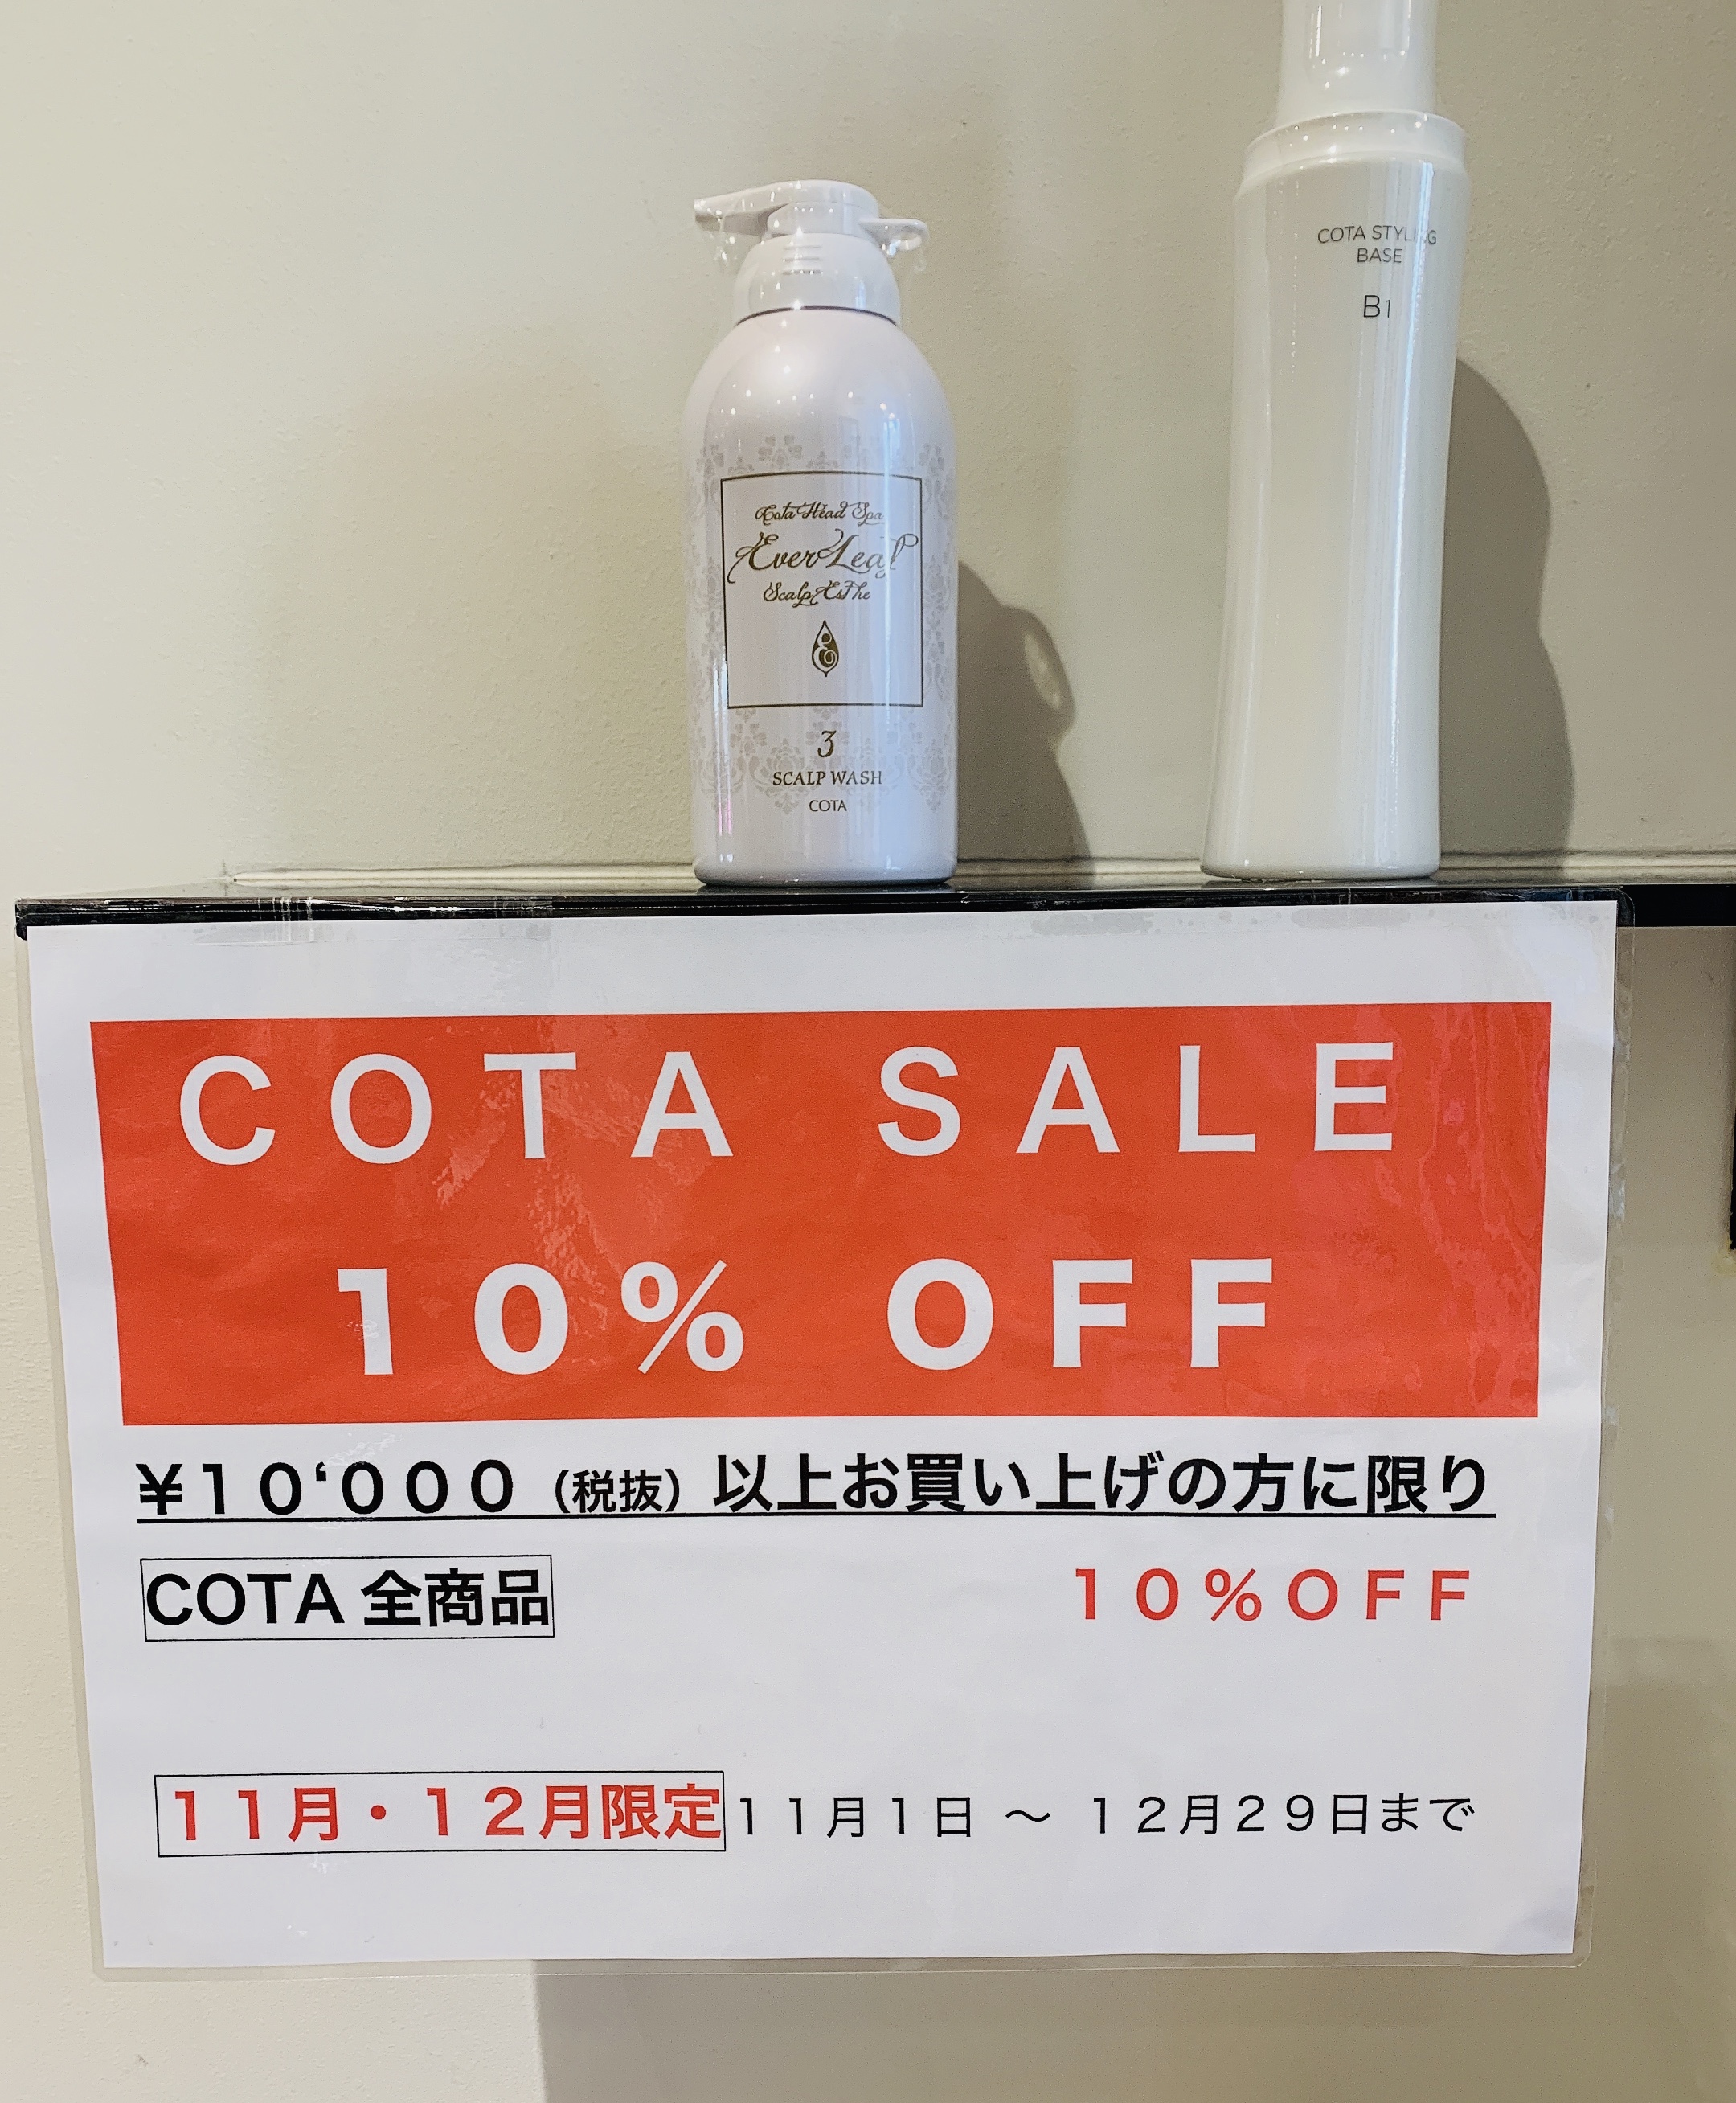 COTA STYLING
BASE
B1
Cota Head Spa
Ever Leaf
Scalp Esthe
3
SCALP WASH
COTA
COTA SALE
10% OFF
¥10‘000（税抜）以上お買い上げの方に限り
COTA 全商品 10%OFF
11月・12月限定 11月1日 ～ 12月29日まで